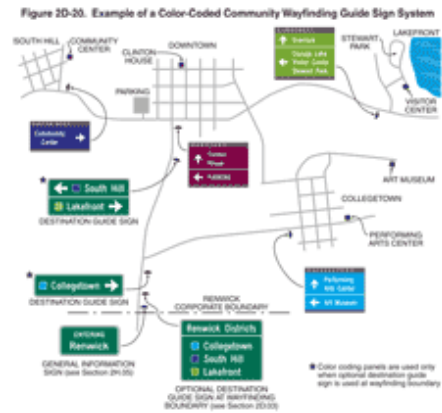 Figure 2D-20. Example of a Color-Coded Community Wayfinding Guide Sign System
SOUTH HILL
COMMUNITY
CENTER
DOWNTOWN
CLINTON
HOUSE
PARKING
STEWART
PARK
LAKEFRONT
VISITOR
CENTER
Community
Center
South Hill
Lakefront
DESTINATION GUIDE SIGN
ART MUSEUM
COLLEGETOWN
PERFORMING
ARTS CENTER
Collegetown
DESTINATION GUIDE SIGN
RENWICK
CORPORATE BOUNDARY
Performing
Arts Center
Art Museum
ENTERING
Renwick
GENERAL INFORMATION
SIGN (see Section 2H.05)
Renwick Districts
Collegetown
South Hill
Lakefront
OPTIONAL DESTINATION
GUIDE SIGN AT WAYFINDING
BOUNDARY (see Section 2D.03)
* Color coding panels are used only
when optional destination guide
sign is used at wayfinding boundary.